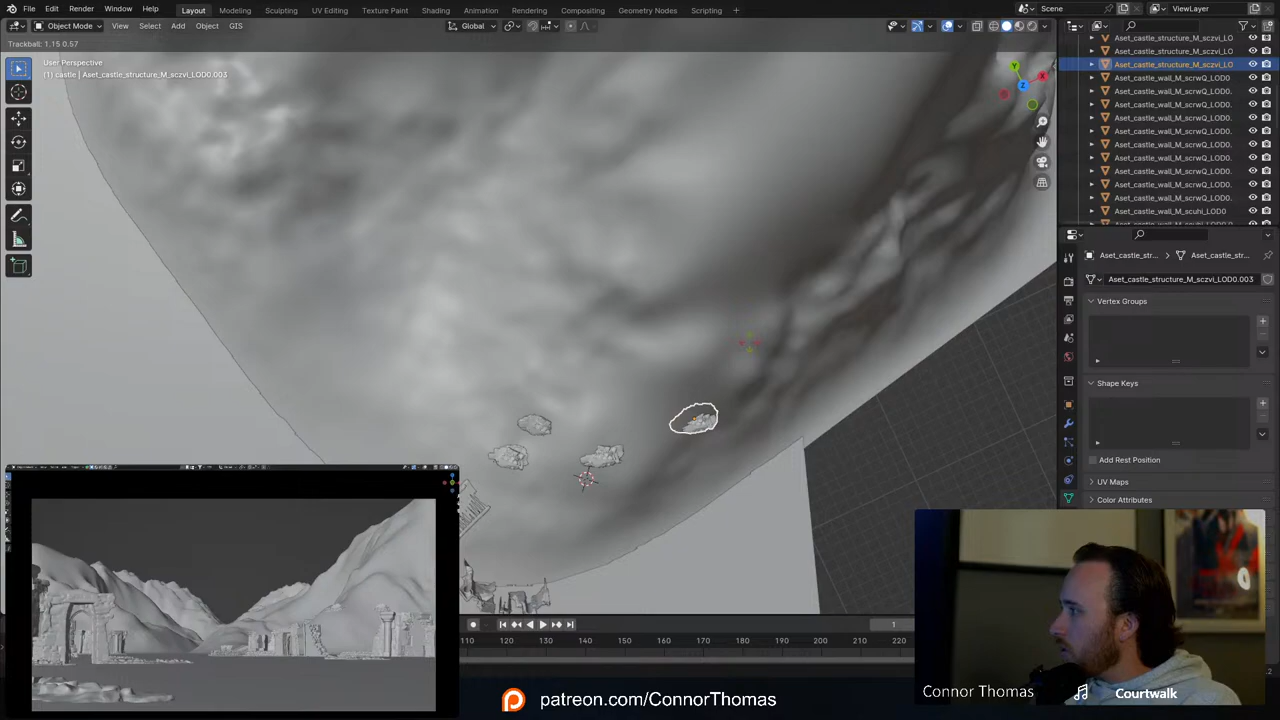 File Edit Render Window Help
Layout Modeling Sculpting UV Editing Texture Paint Shading Animation Rendering Compositing Geometry Nodes Scripting
Scene
ViewLayer
Object Mode View Select Add Object GIS
Global
Trackball: 1.15 0.57
User Perspective
(1) castle | Aset_castle_structure_M_sczvi_LOD0.003
Y
X
Z
Aset_castle_structure_M_sczvi_LO
Aset_castle_structure_M_sczvi_LO
Aset_castle_structure_M_sczvi_LO
Aset_castle_wall_M_scrwQ_LOD0
Aset_castle_wall_M_scrwQ_LOD0.
Aset_castle_wall_M_scrwQ_LOD0.
Aset_castle_wall_M_scrwQ_LOD0.
Aset_castle_wall_M_scrwQ_LOD0.
Aset_castle_wall_M_scrwQ_LOD0.
Aset_castle_wall_M_scrwQ_LOD0.
Aset_castle_wall_M_scrwQ_LOD0.
Aset_castle_wall_M_scrwQ_LOD0.
Aset_castle_wall_M_scrwQ_LOD0.
Aset_castle_wall_M_scuhi_LOD0
Aset_castle_wall_M_scuhi_LOD0.
Aset_castle_str... > Aset_castle_str...
Aset_castle_structure_M_sczvi_LOD0.003
Vertex Groups
Shape Keys
Add Rest Position
UV Maps
Color Attributes
1
110 120 130 140 150 160 170 180 190 200 210 220
Connor Thomas
Courtwalk
patreon.com/ConnorThomas